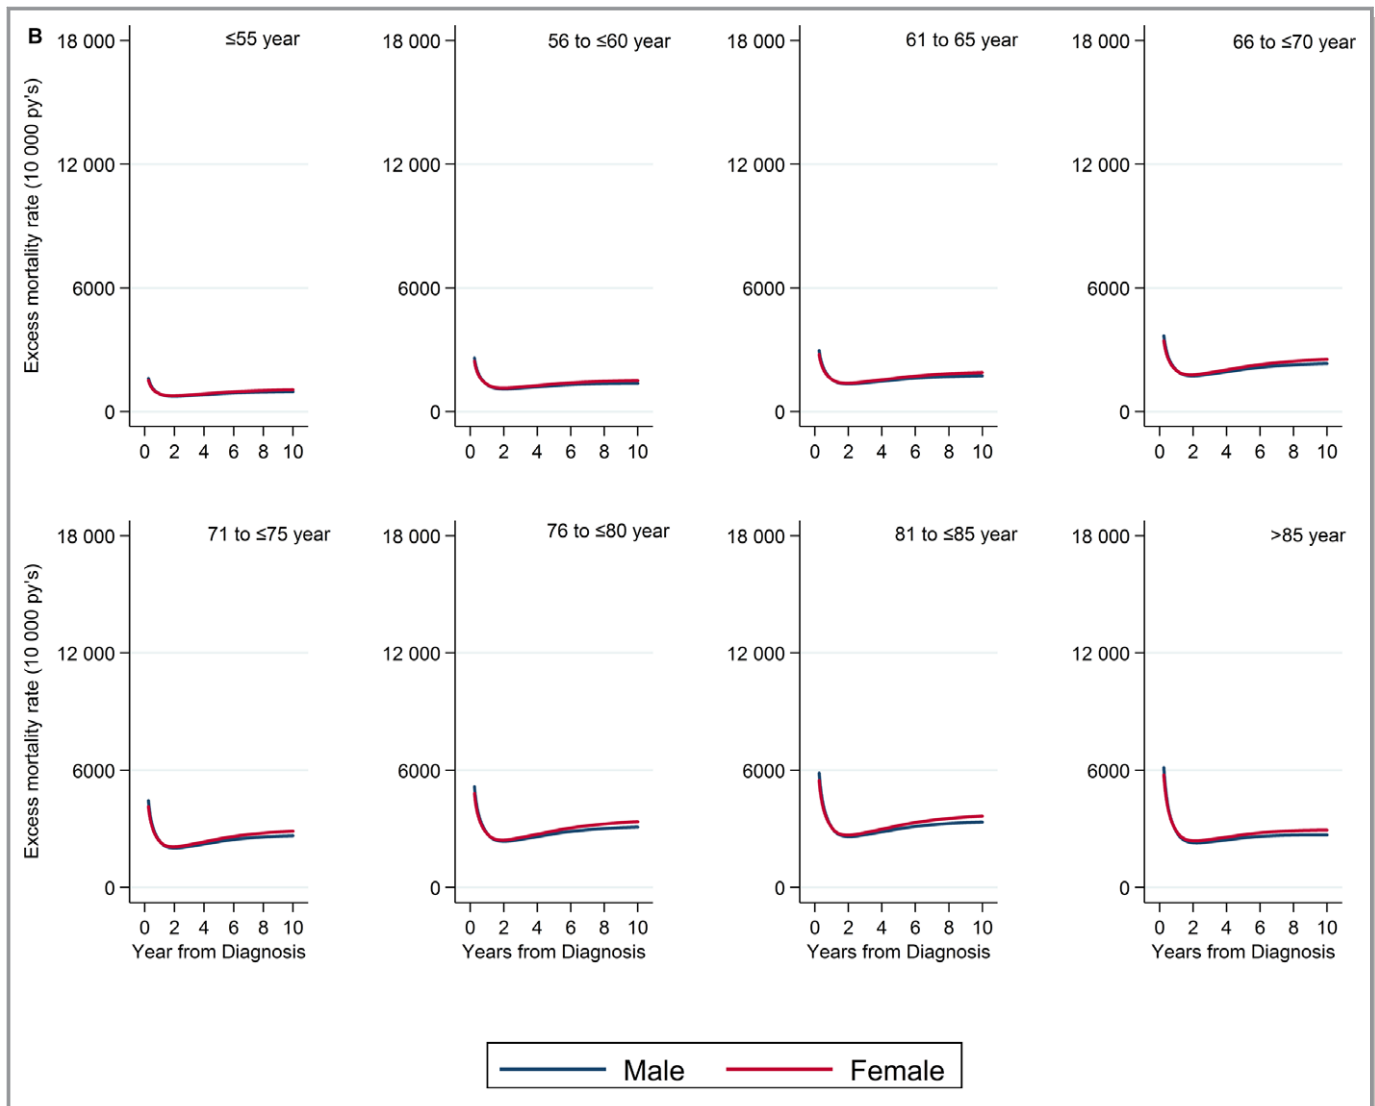 B
≤55 year
56 to ≤60 year
61 to 65 year
66 to ≤70 year
Excess mortality rate (10 000 py's)
18 000
12 000
6000
0
0 2 4 6 8 10
18 000
12 000
6000
0
0 2 4 6 8 10
18 000
12 000
6000
0
0 2 4 6 8 10
18 000
12 000
6000
0
0 2 4 6 8 10
71 to ≤75 year
76 to ≤80 year
81 to ≤85 year
>85 year
Excess mortality rate (10 000 py's)
18 000
12 000
6000
0
0 2 4 6 8 10
Year from Diagnosis
18 000
12 000
6000
0
0 2 4 6 8 10
Years from Diagnosis
18 000
12 000
6000
0
0 2 4 6 8 10
Years from Diagnosis
18 000
12 000
6000
0
0 2 4 6 8 10
Years from Diagnosis
Male Female